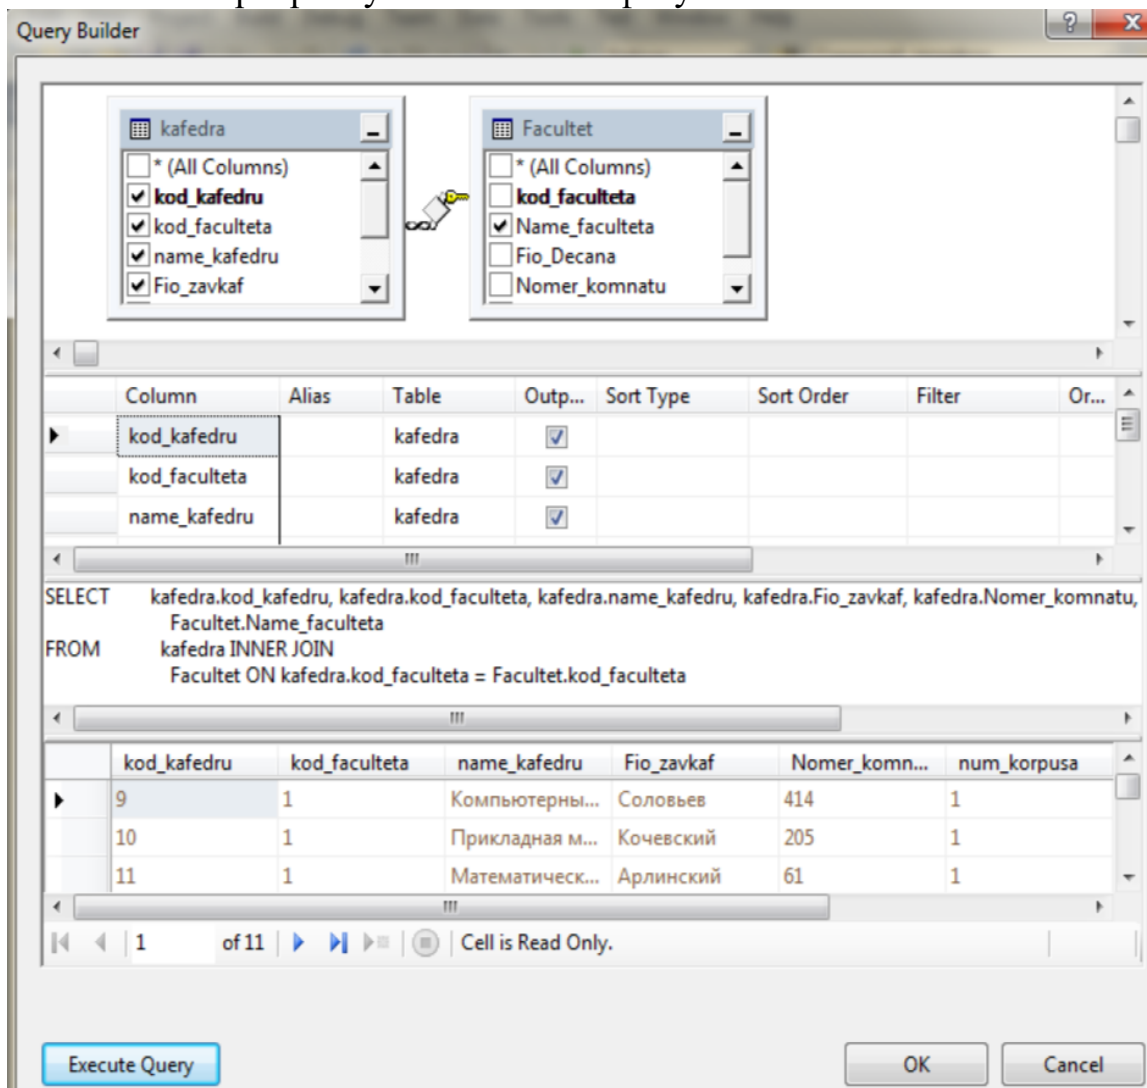 Query Builder
kafedra
* (All Columns)
kod_kafedru
kod_faculteta
name_kafedru
Fio_zavkaf
Facultet
* (All Columns)
kod_faculteta
Name_faculteta
Fio_Decana
Nomer_komnatu
Column Alias Table Outp... Sort Type Sort Order Filter Or...
kod_kafedru kafedra
kod_faculteta kafedra
name_kafedru kafedra
SELECT kafedra.kod_kafedru, kafedra.kod_faculteta, kafedra.name_kafedru, kafedra.Fio_zavkaf, kafedra.Nomer_komnatu,
Facultet.Name_faculteta
FROM kafedra INNER JOIN
Facultet ON kafedra.kod_faculteta = Facultet.kod_faculteta
kod_kafedru kod_faculteta name_kafedru Fio_zavkaf Nomer_komn... num_korpusa
9 1 Компьютерны... Соловьев 414 1
10 1 Прикладная м... Кочевский 205 1
11 1 Математическ... Арлинский 61 1
1 of 11 Cell is Read Only.
Execute Query OK Cancel